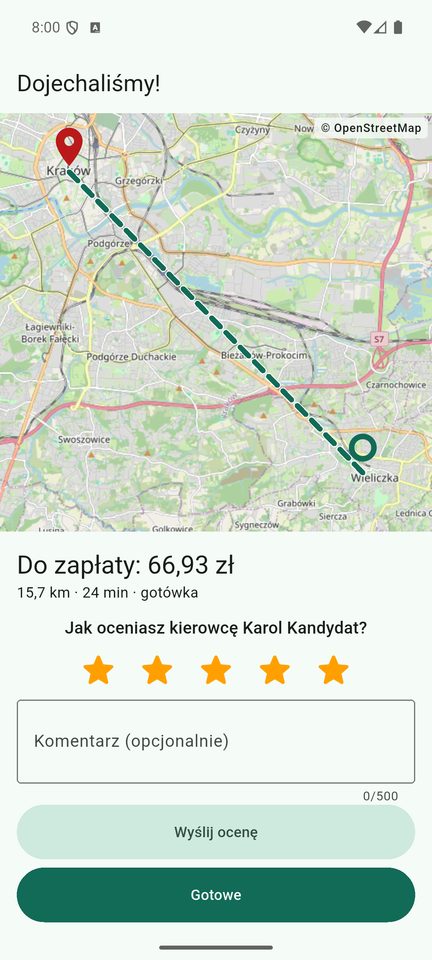 8:00
A
Dojechaliśmy!
© OpenStreetMap
Czyżyny
Now
Kraków
Grzegórzki
Podgórze
S7
Łagiewniki-
Borek Fałęcki
Podgórze Duchackie
Bieżanów-Prokocim
Czarnochowice
Swoszowice
Wieliczka
Grabówki
Siercza
Lednica G
Golkowice
Sygneczów
Do zapłaty: 66,93 zł
15,7 km · 24 min · gotówka
Jak oceniasz kierowcę Karol Kandydat?
Komentarz (opcjonalnie)
0/500
Wyślij ocenę
Gotowe